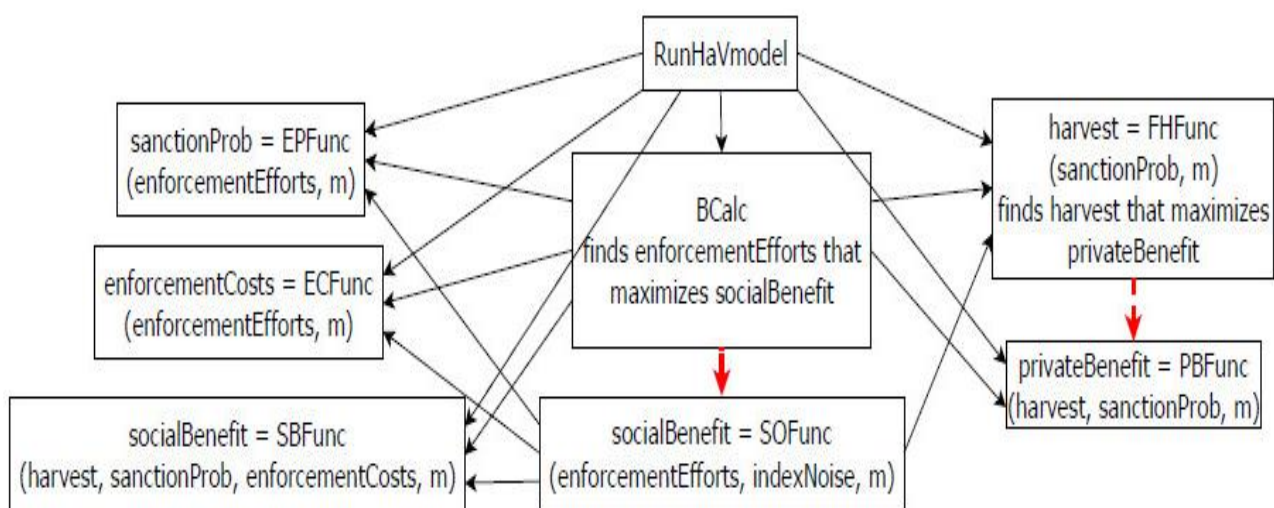 RunHaVmodel
sanctionProb = EPFunc
(enforcementEfforts, m)
harvest = FHFunc
(sanctionProb, m)
finds harvest that maximizes
privateBenefit
BCalc
finds enforcementEfforts that
maximizes socialBenefit
enforcementCosts = ECFunc
(enforcementEfforts, m)
privateBenefit = PBFunc
(harvest, sanctionProb, m)
socialBenefit = SBFunc
(harvest, sanctionProb, enforcementCosts, m)
socialBenefit = SOFunc
(enforcementEfforts, indexNoise, m)